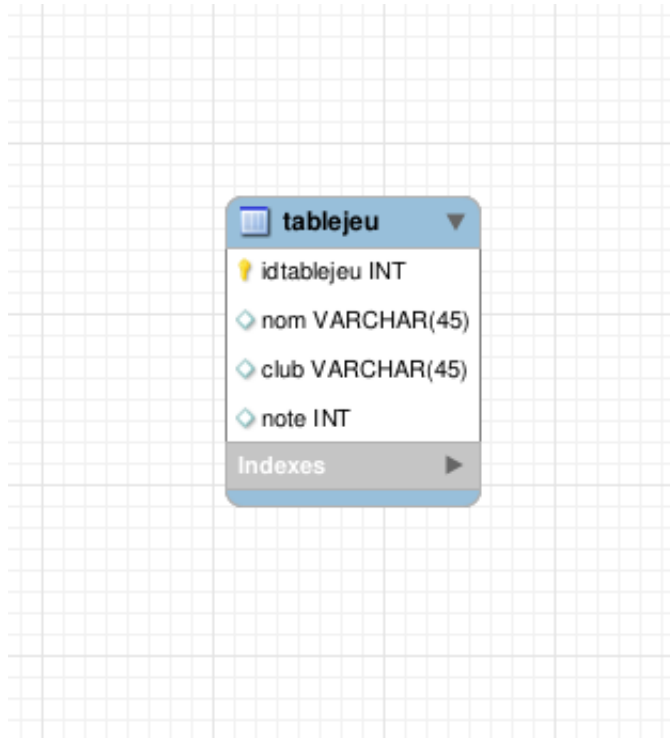 tablejeu
idtablejeu INT
nom VARCHAR(45)
club VARCHAR(45)
note INT
Indexes